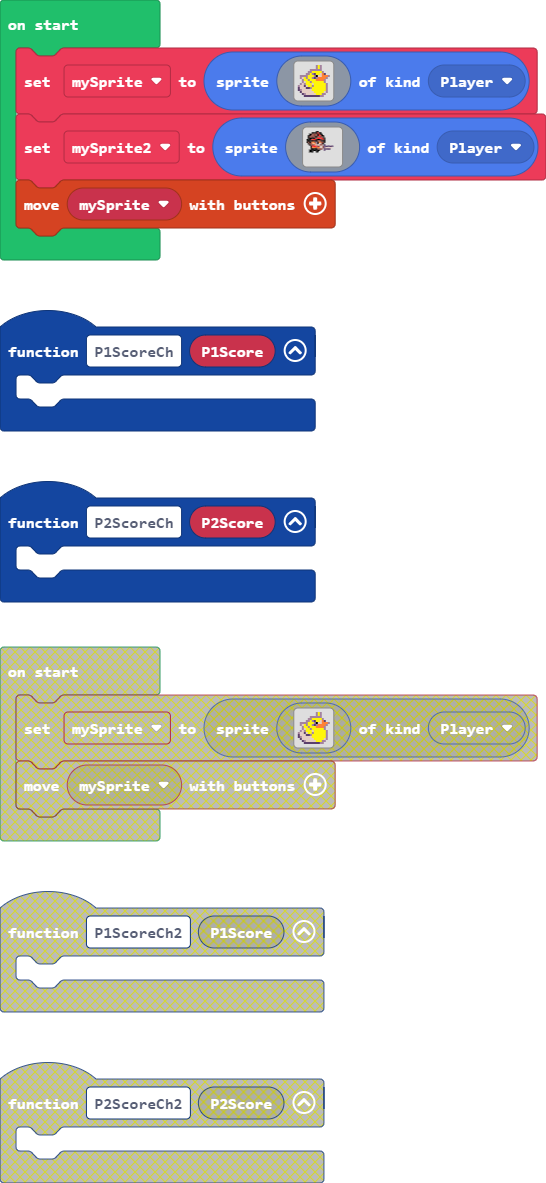 on start
set mySprite to sprite of kind Player
set mySprite2 to sprite of kind Player
move mySprite with buttons
function P1ScoreCh P1Score
function P2ScoreCh P2Score
on start
set mySprite to sprite of kind Player
move mySprite with buttons
function P1ScoreCh2 P1Score
function P2ScoreCh2 P2Score